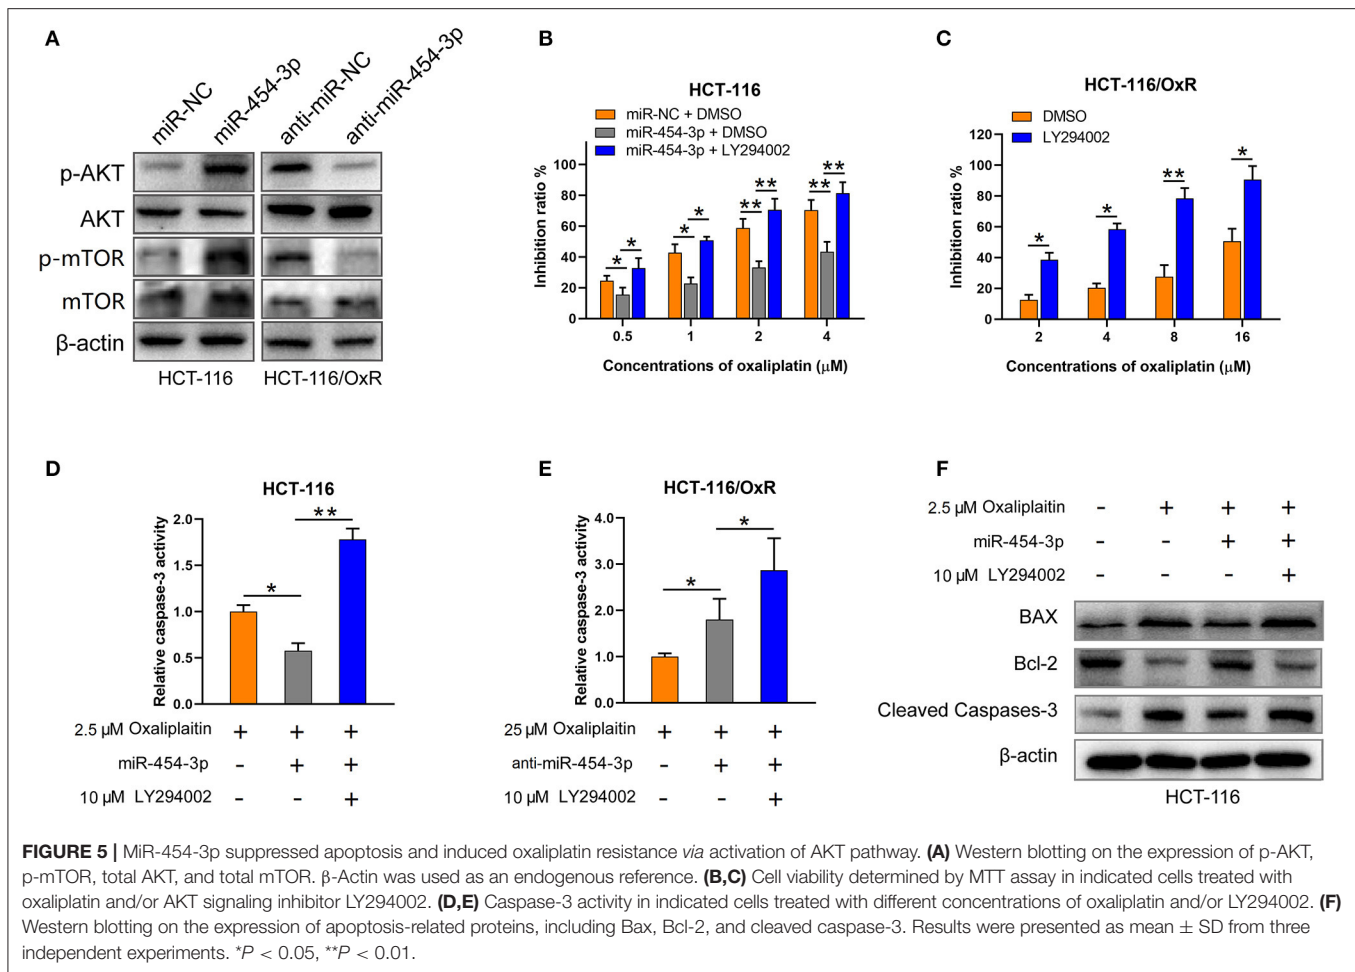 A
miR-NC
miR-454-3p
anti-miR-NC
anti-miR-454-3p
p-AKT
AKT
p-mTOR
mTOR
β-actin
HCT-116
HCT-116/OxR
B
HCT-116
miR-NC + DMSO
miR-454-3p + DMSO
miR-454-3p + LY294002
Inhibition ratio %
100
80
60
40
20
0
* * * * ** ** ** **
0.5 1 2 4
Concentrations of oxaliplatin (μM)
C
HCT-116/OxR
DMSO
LY294002
Inhibition ratio %
120
100
80
60
40
20
0
* * ** *
2 4 8 16
Concentrations of oxaliplatin (μM)
D
HCT-116
Relative caspase-3 activity
2.0
1.5
1.0
0.5
0.0
* **
2.5 μM Oxaliplaitin + + +
miR-454-3p - + +
10 μM LY294002 - - +
E
HCT-116/OxR
Relative caspase-3 activity
4.0
3.0
2.0
1.0
0.0
* *
25 μM Oxaliplaitin + + +
anti-miR-454-3p - + +
10 μM LY294002 - - +
F
2.5 μM Oxaliplaitin - + + +
miR-454-3p - - + +
10 μM LY294002 - - - +
BAX
Bcl-2
Cleaved Caspases-3
β-actin
HCT-116
FIGURE 5 | MiR-454-3p suppressed apoptosis and induced oxaliplatin resistance via activation of AKT pathway. (A) Western blotting on the expression of p-AKT,
p-mTOR, total AKT, and total mTOR. β-Actin was used as an endogenous reference. (B,C) Cell viability determined by MTT assay in indicated cells treated with
oxaliplatin and/or AKT signaling inhibitor LY294002. (D,E) Caspase-3 activity in indicated cells treated with different concentrations of oxaliplatin and/or LY294002. (F)
Western blotting on the expression of apoptosis-related proteins, including Bax, Bcl-2, and cleaved caspase-3. Results were presented as mean ± SD from three
independent experiments. *P < 0.05, **P < 0.01.